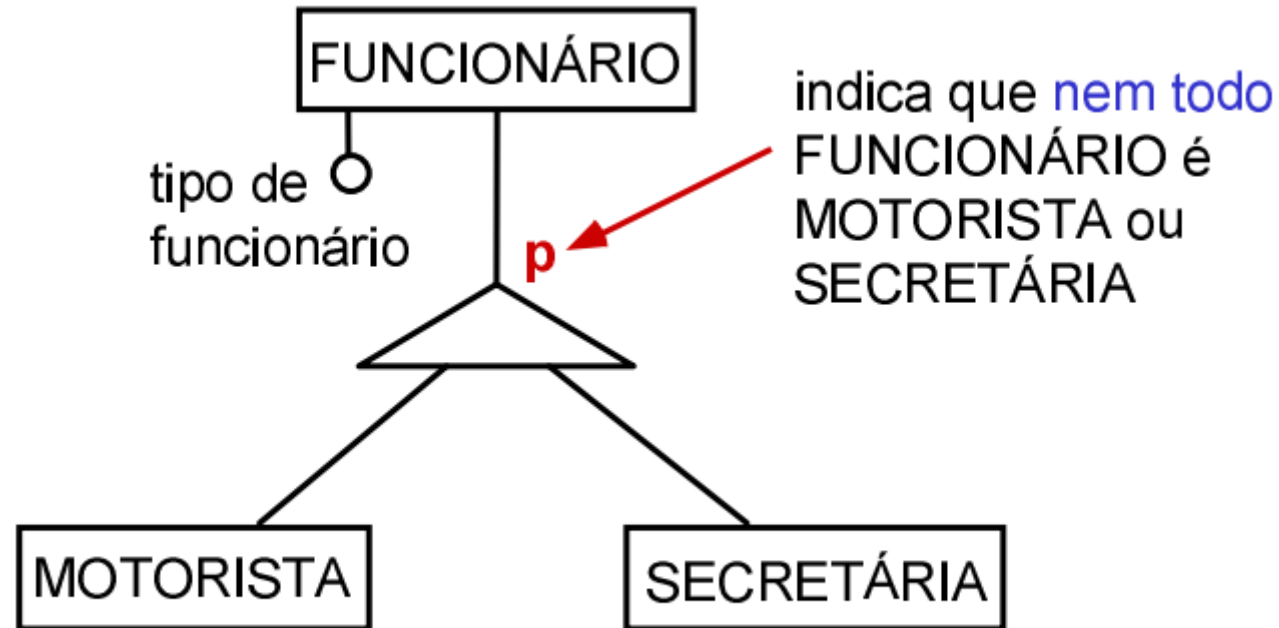 FUNCIONÁRIO
indica que nem todo
FUNCIONÁRIO é
MOTORISTA ou
SECRETÁRIA
tipo de
funcionário
p
MOTORISTA
SECRETÁRIA